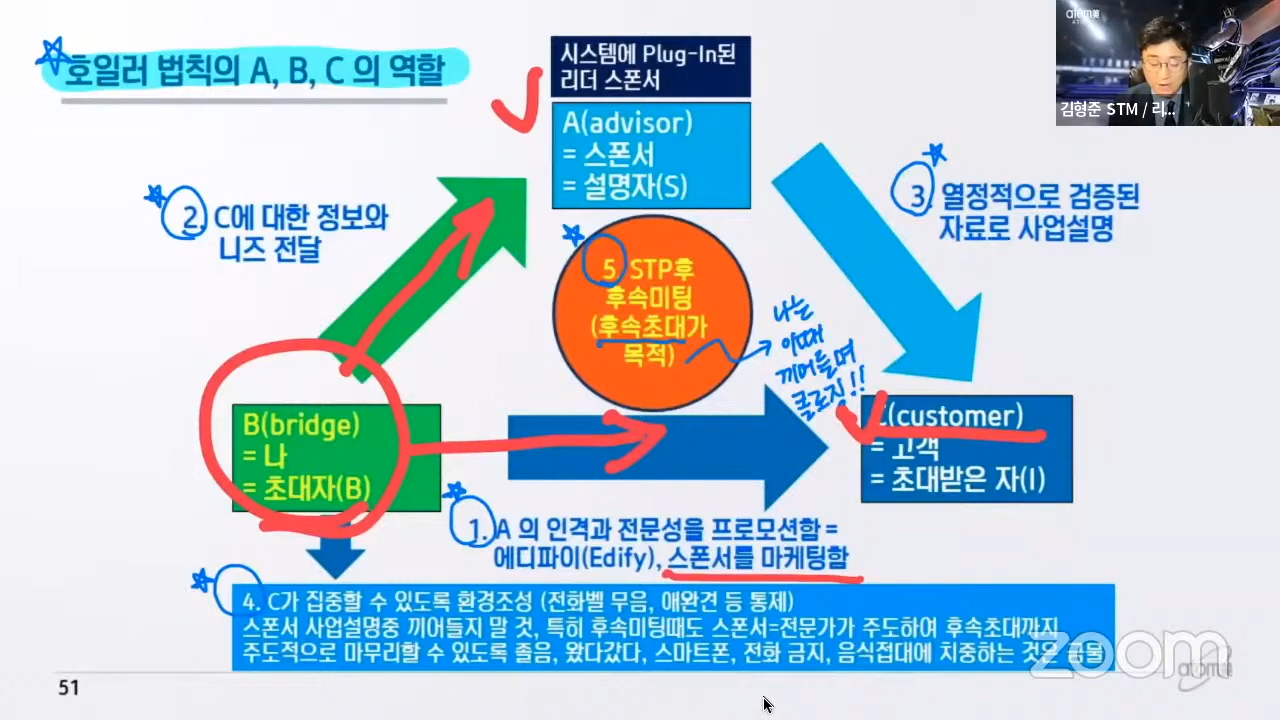 호일러 법칙의 A, B, C 의 역할
시스템에 Plug-In된
리더 스폰서
A(advisor)
= 스폰서
= 설명자(S)
atom美
김형준 STM / 리...
2. C에 대한 정보와
니즈 전달
3. 열정적으로 검증된
자료로 사업설명
5. STP후
후속미팅
(후속초대가
목적)
나는
이때
끼어들며
클로징!!
B(bridge)
= 나
= 초대자(B)
(customer)
= 고객
= 초대받은 자(I)
1. A 의 인격과 전문성을 프로모션함 =
에디파이(Edify), 스폰서를 마케팅함
4. C가 집중할 수 있도록 환경조성 (전화벨 무음, 애완견 등 통제)
스폰서 사업설명중 끼어들지 말 것, 특히 후속미팅때도 스폰서=전문가가 주도하여 후속초대까지
주도적으로 마무리할 수 있도록 졸음, 왔다갔다, 스마트폰, 전화 금지, 음식접대에 치중하는 것은 금물
zoom
atom美
51